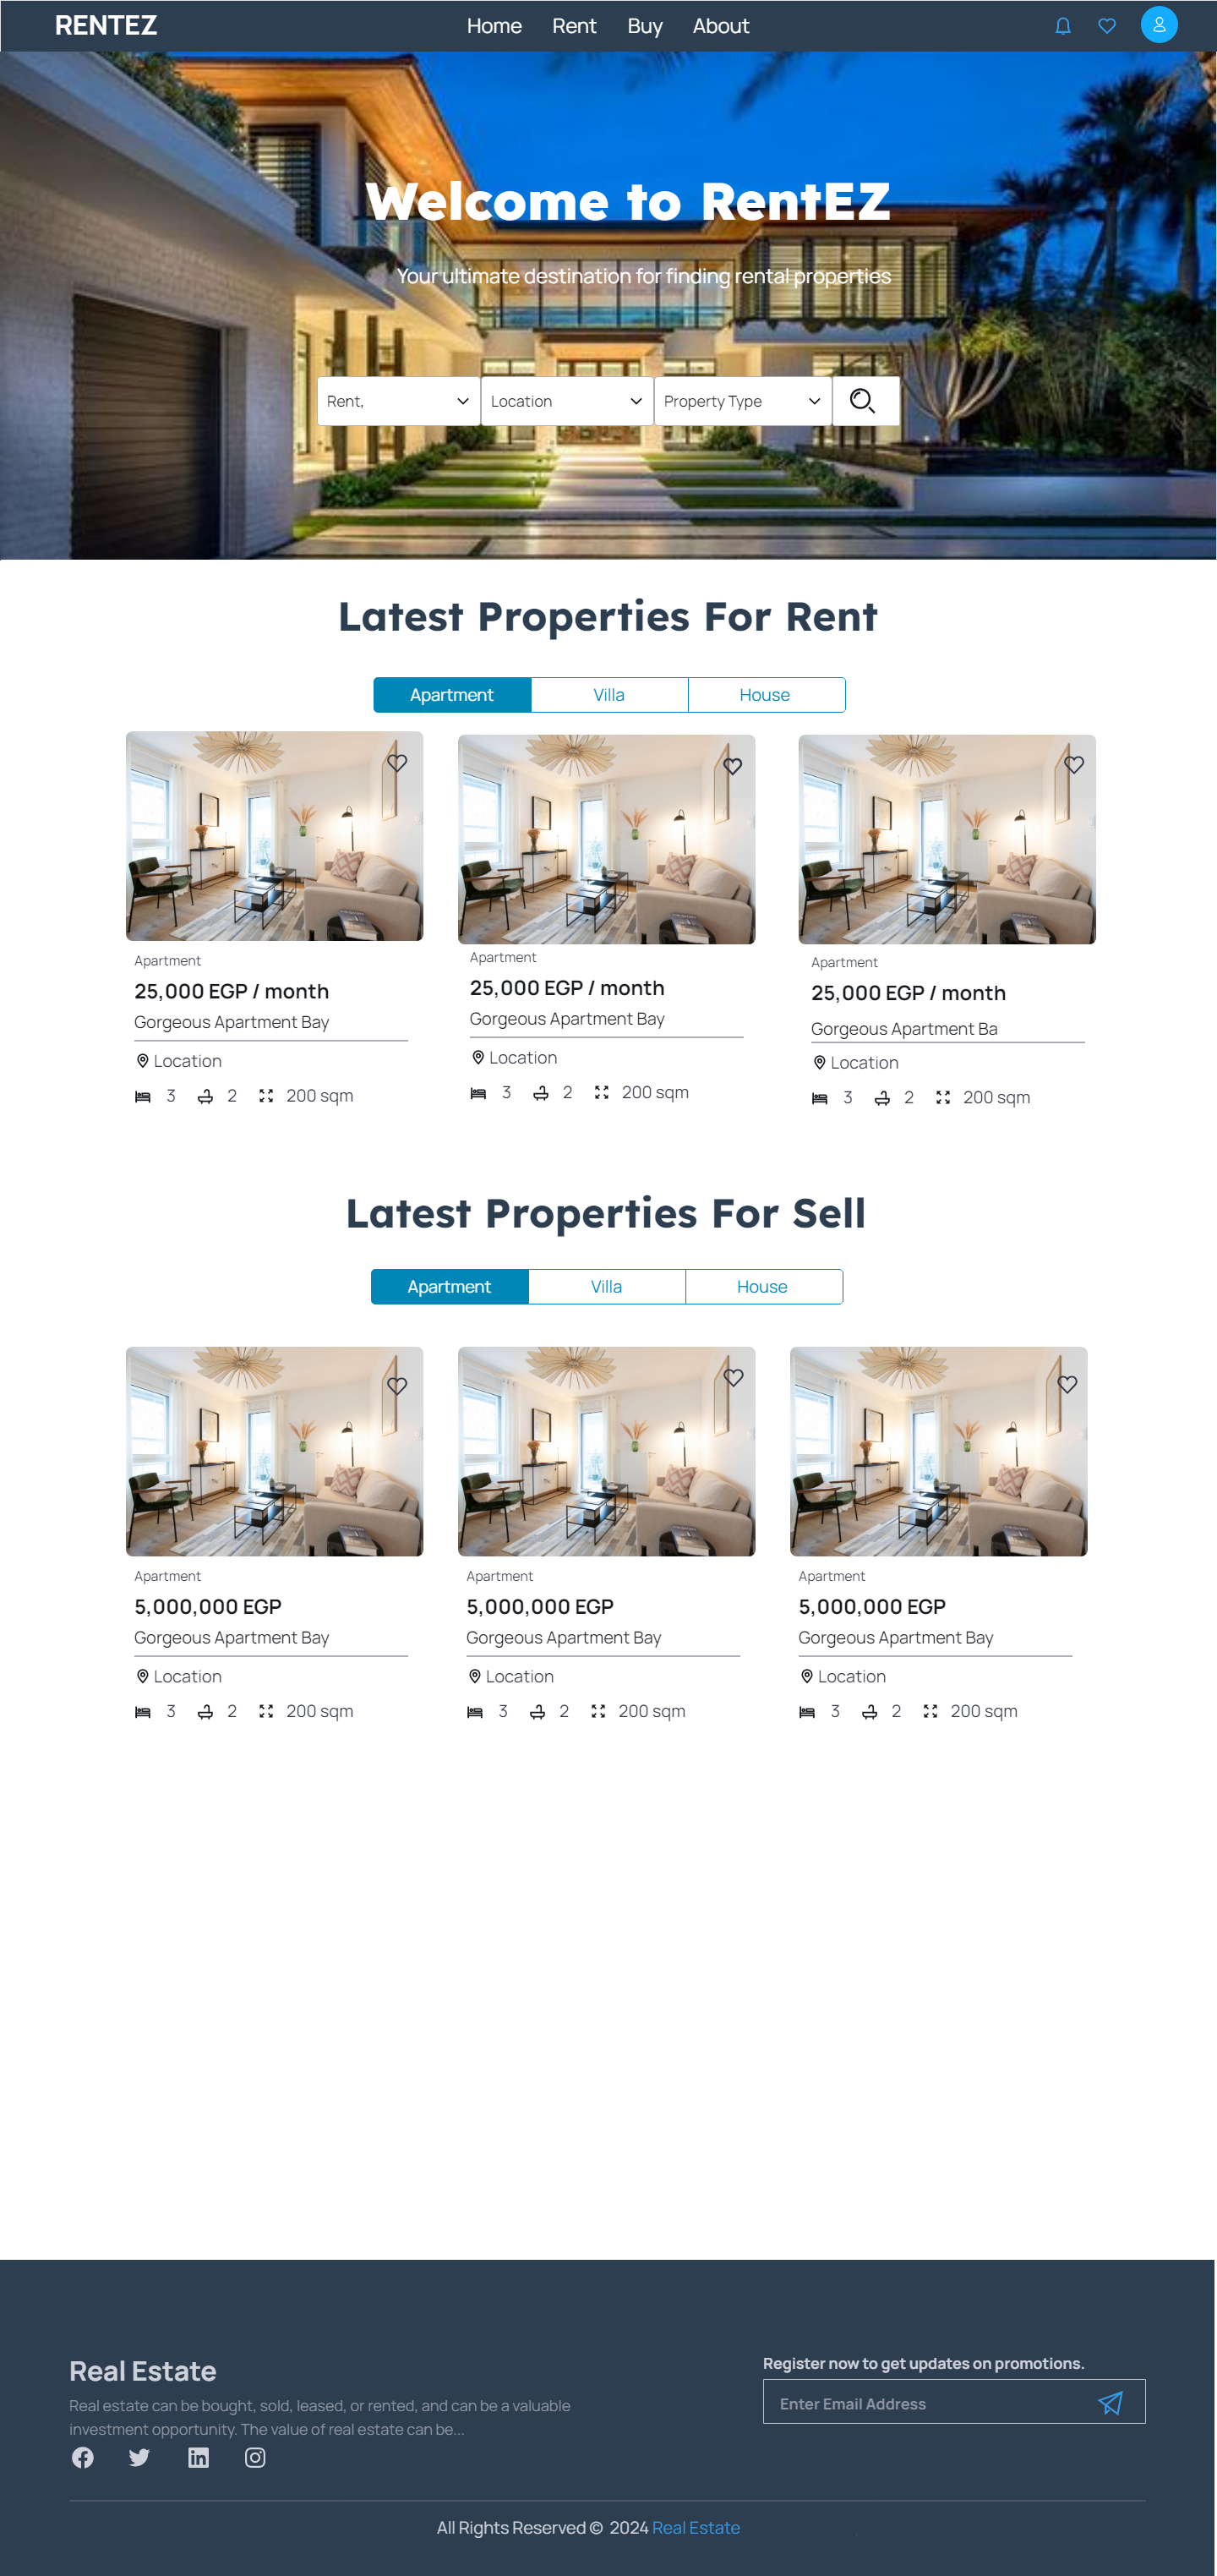 RENTEZ
Home Rent Buy About
Welcome to RentEZ
Your ultimate destination for finding rental properties
Rent, Location Property Type
Latest Properties For Rent
Apartment Villa House
Apartment
25,000 EGP / month
Gorgeous Apartment Bay
Location
3 2 200 sqm
Apartment
25,000 EGP / month
Gorgeous Apartment Bay
Location
3 2 200 sqm
Apartment
25,000 EGP / month
Gorgeous Apartment Ba
Location
3 2 200 sqm
Latest Properties For Sell
Apartment Villa House
Apartment
5,000,000 EGP
Gorgeous Apartment Bay
Location
3 2 200 sqm
Apartment
5,000,000 EGP
Gorgeous Apartment Bay
Location
3 2 200 sqm
Apartment
5,000,000 EGP
Gorgeous Apartment Bay
Location
3 2 200 sqm
Real Estate
Real estate can be bought, sold, leased, or rented, and can be a valuable
investment opportunity. The value of real estate can be...
Register now to get updates on promotions.
Enter Email Address
All Rights Reserved © 2024 Real Estate